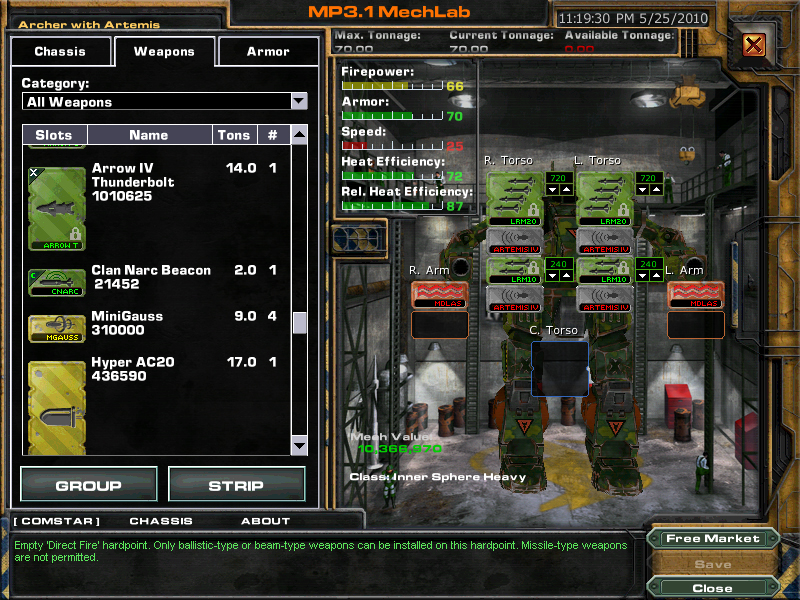 MP3.1 MechLab
11:19:30 PM 5/25/2010
Archer with Artemis
Chassis
Weapons
Armor
Max. Tonnage:
Current Tonnage:
Available Tonnage:
70.00
70.00
0.00
Category:
All Weapons
Slots
Name
Tons
#
Arrow IV
Thunderbolt
1010625
14.0
1
ARROW T
Clan Narc Beacon
21452
2.0
1
C
CNARC
MiniGauss
310000
9.0
4
MGAUSS
Hyper AC20
436590
17.0
1
GROUP
STRIP
Firepower:
66
Armor:
70
Speed:
25
Heat Efficiency:
72
Rel. Heat Efficiency:
87
R. Torso
L. Torso
720
720
LRM20
LRM20
ARTEMIS IV
ARTEMIS IV
240
240
LRM10
LRM10
ARTEMIS IV
ARTEMIS IV
R. Arm
L. Arm
MDLAS
MDLAS
C. Torso
Mech Value:
Class: Inner Sphere Heavy
[COMSTAR]
CHASSIS
ABOUT
Empty 'Direct Fire' hardpoint. Only ballistic-type or beam-type weapons can be installed on this hardpoint. Missile-type weapons
are not permitted.
Free Market
Save
Close